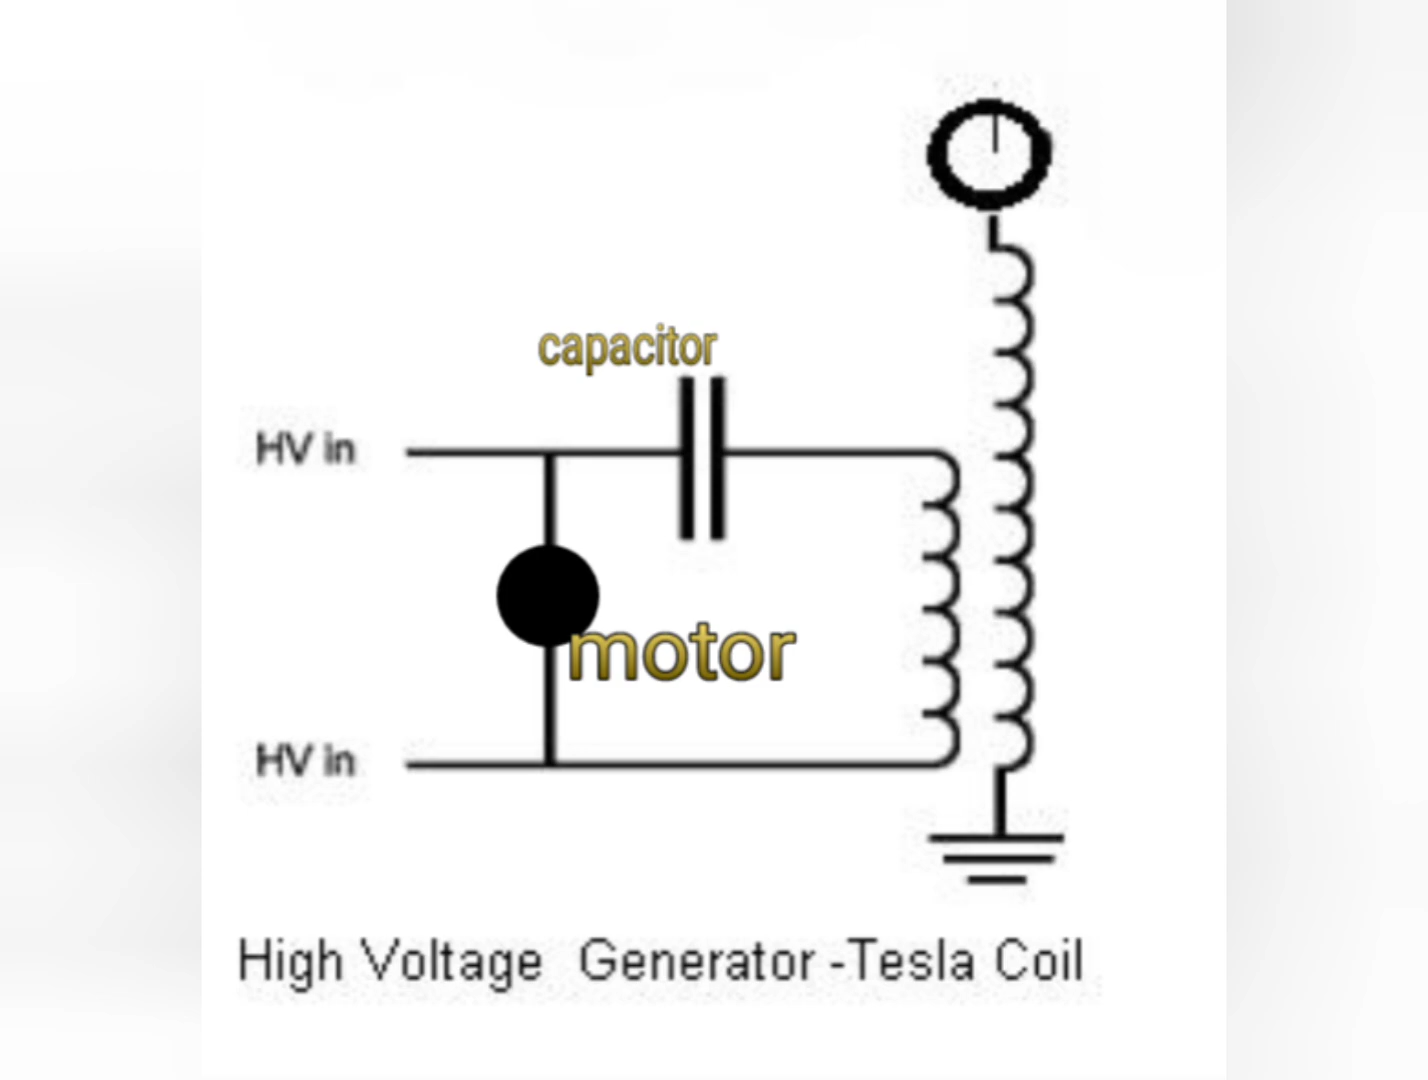 capacitor
HV in
motor
HV in
High Voltage Generator -Tesla Coil